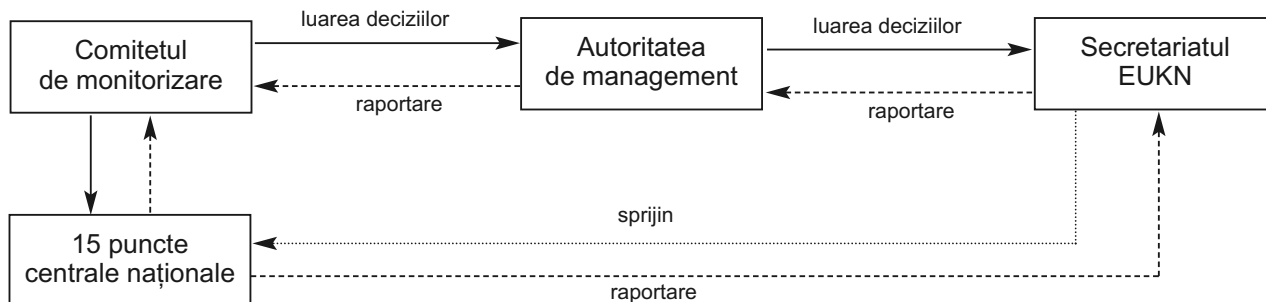 luarea deciziilor
luarea deciziilor
Comitetul
de monitorizare
Autoritatea
de management
Secretariatul
EUKN
raportare
raportare
sprijin
15 puncte
centrale naționale
raportare